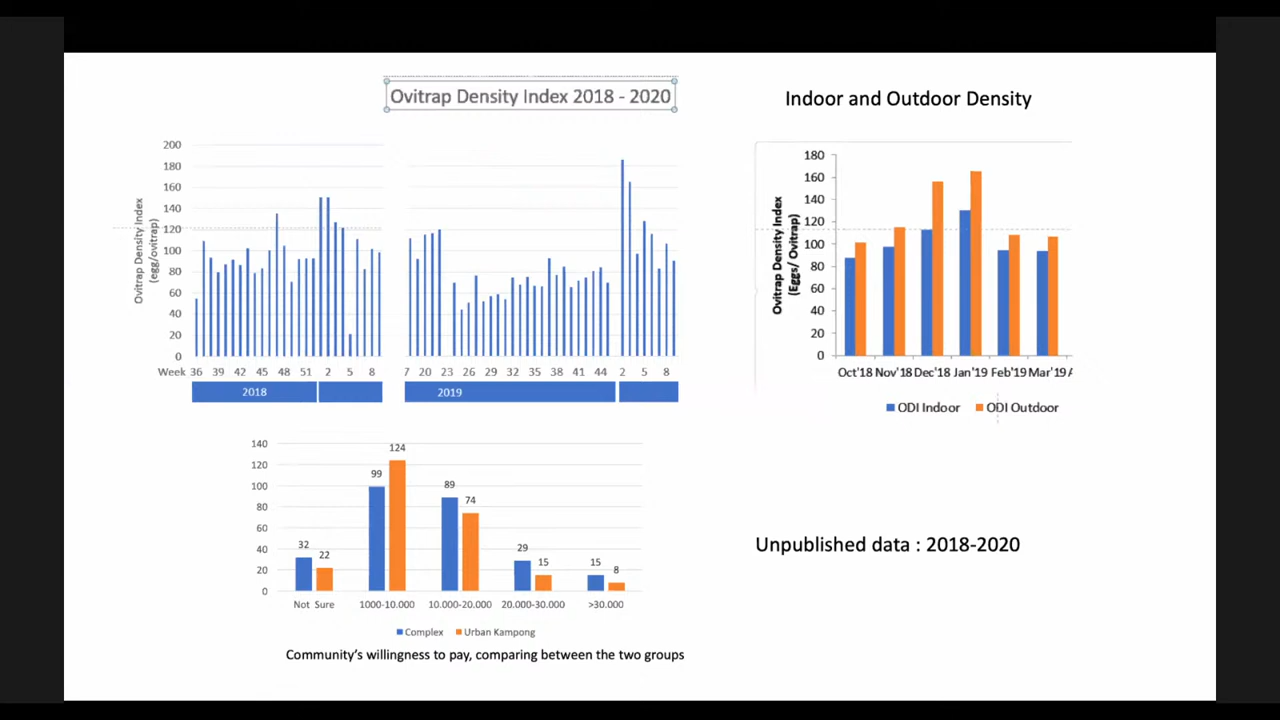 Ovitrap Density Index 2018 - 2020
Indoor and Outdoor Density
200
180
160
140
120
100
80
60
40
20
0
Ovitrap Density Index
(egg/ovitrap)
Week 36 39 42 45 48 51 2 5 8 7 20 23 26 29 32 35 38 41 44 2 5 8
2018 2019
180
160
140
120
100
80
60
40
20
0
Ovitrap Density Index
(Eggs/ Ovitrap)
Oct'18 Nov'18 Dec'18 Jan'19 Feb'19 Mar'19
ODI Indoor ODI Outdoor
140
120
100
80
60
40
20
0
32 22 99 124 89 74 29 15 15 8
Not Sure 1000-10.000 10.000-20.000 20.000-30.000 >30.000
Complex Urban Kampong
Community's willingness to pay, comparing between the two groups
Unpublished data : 2018-2020